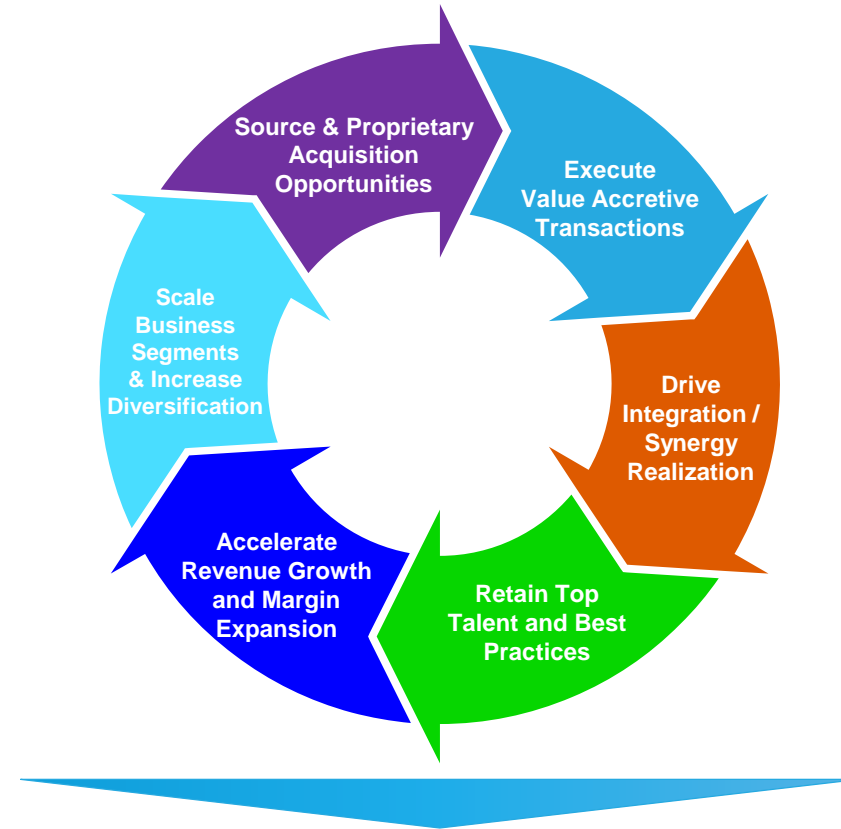 Source & Proprietary
Acquisition
Opportunities
Execute
Value Accretive
Transactions
Drive
Integration /
Synergy
Realization
Retain Top
Talent and Best
Practices
Accelerate
Revenue Growth
and Margin
Expansion
Scale
Business
Segments
& Increase
Diversification